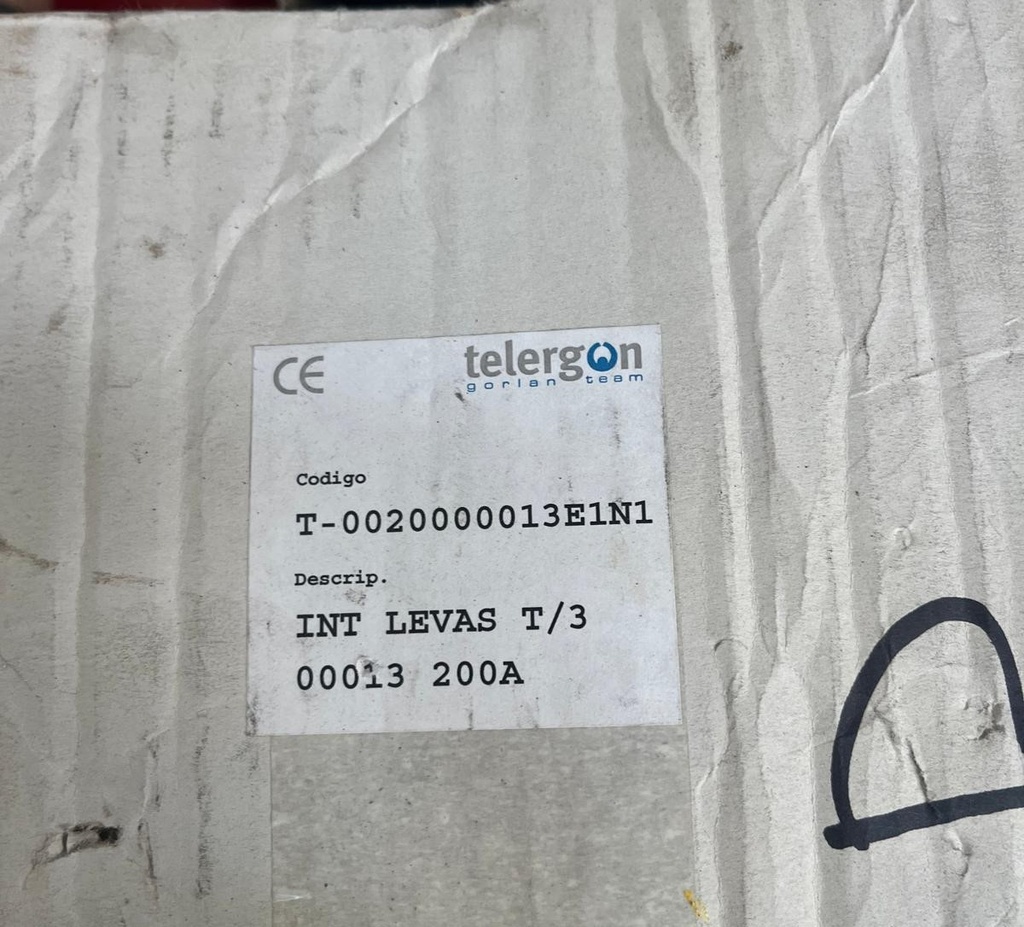 CE
telergon
gorlan team
Codigo
T-0020000013E1N1
Descrip.
INT LEVAS T/3
00013 200A